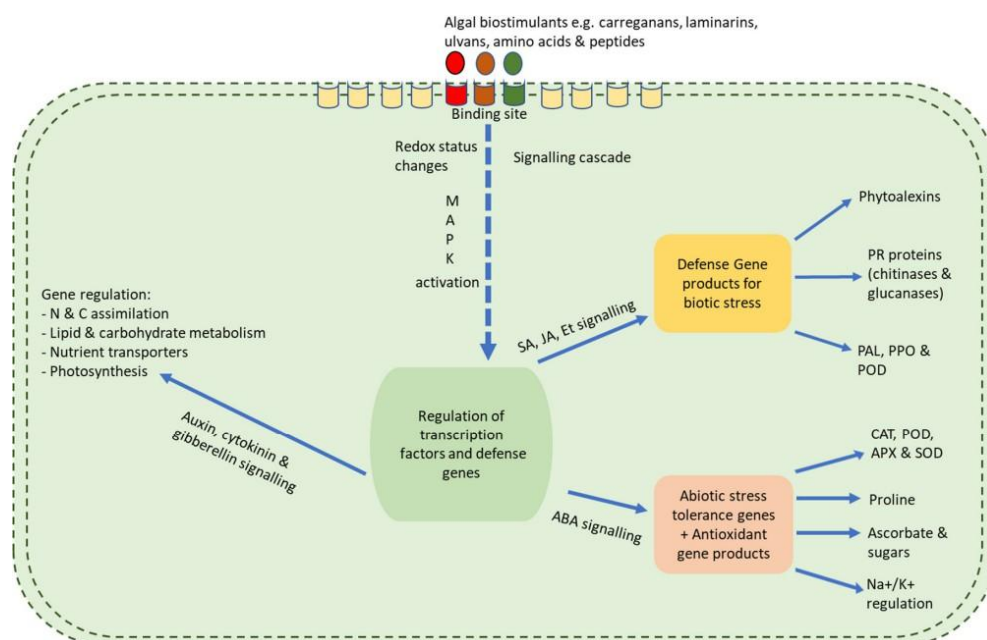 Algal biostimulants e.g. carreganans, laminarins,
ulvans, amino acids & peptides
Binding site
Redox status
changes
Signalling cascade
M
A
P
K
activation
Gene regulation:
- N & C assimilation
- Lipid & carbohydrate metabolism
- Nutrient transporters
- Photosynthesis
Auxin, cytokinin &
gibberellin signalling
Regulation of
transcription
factors and defense
genes
SA, JA, Et signalling
Defense Gene
products for
biotic stress
Phytoalexins
PR proteins
(chitinases &
glucanases)
PAL, PPO &
POD
ABA signalling
Abiotic stress
tolerance genes
+ Antioxidant
gene products
CAT, POD,
APX & SOD
Proline
Ascorbate &
sugars
Na+/K+
regulation